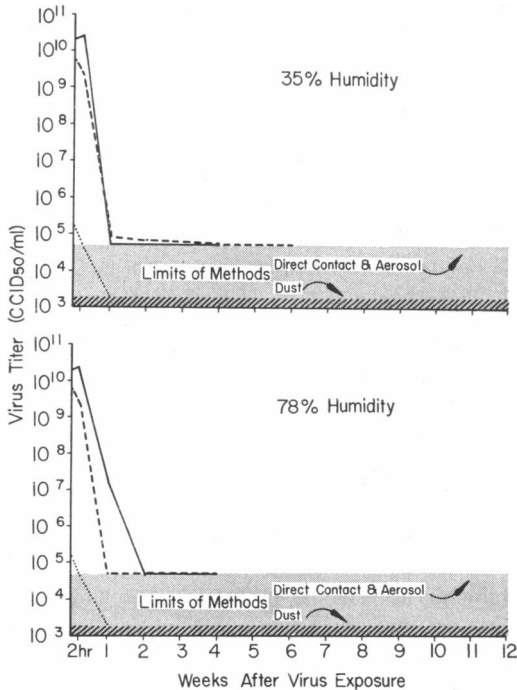 10^11
10^10
10^9
10^8
10^7
10^6
10^5
10^4
10^3
35% Humidity
Direct Contact & Aerosol
Limits of Methods
Dust
Virus Titer (CCID50/ml)
10^11
10^10
10^9
10^8
10^7
10^6
10^5
10^4
10^3
78% Humidity
Direct Contact & Aerosol
Limits of Methods
Dust
2hr 1 2 3 4 5 6 7 8 9 10 11 12
Weeks After Virus Exposure